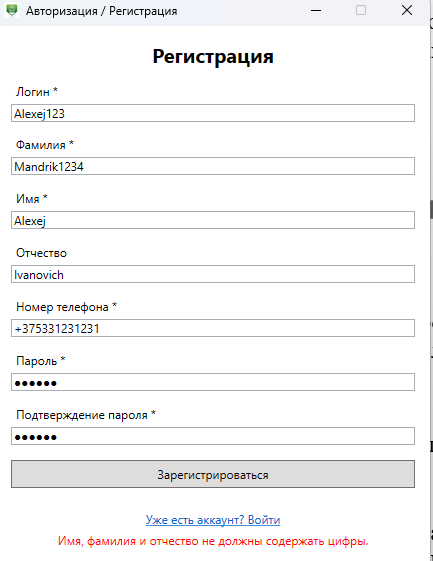 Авторизация / Регистрация
Регистрация
Логин *
Alexej123
Фамилия *
Mandrik1234
Имя *
Alexej
Отчество
Ivanovich
Номер телефона *
+375331231231
Пароль *
●●●●●●
Подтверждение пароля *
●●●●●●
Зарегистрироваться
Уже есть аккаунт? Войти
Имя, фамилия и отчество не должны содержать цифры.